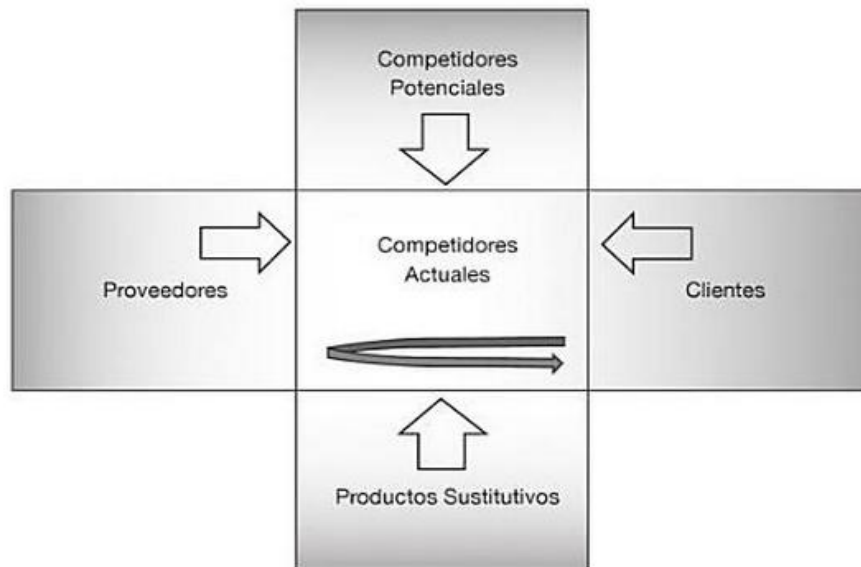 Competidores
Potenciales
Proveedores
Competidores
Actuales
Clientes
Productos Sustitutivos